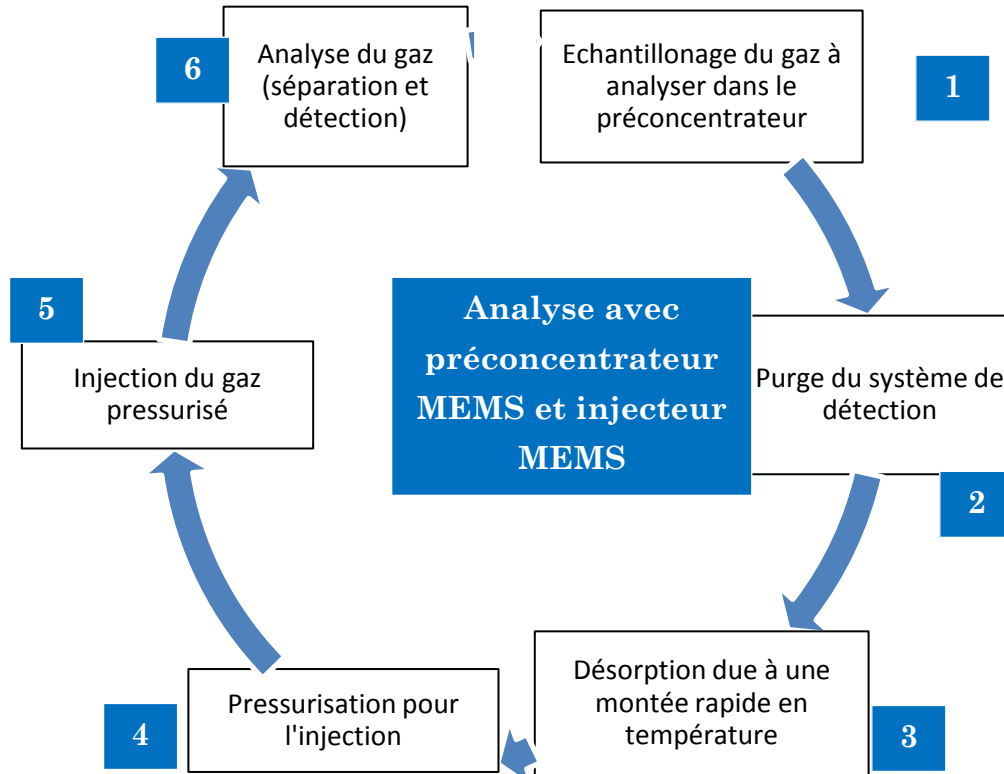 1
Echantillonage du gaz à
analyser dans le
préconcentrateur
2
Purge du système de
détection
3
Désorption due à une
montée rapide en
température
4
Pressurisation pour
l'injection
5
Injection du gaz
pressurisé
6
Analyse du gaz
(séparation et
détection)
Analyse avec
préconcentrateur
MEMS et injecteur
MEMS